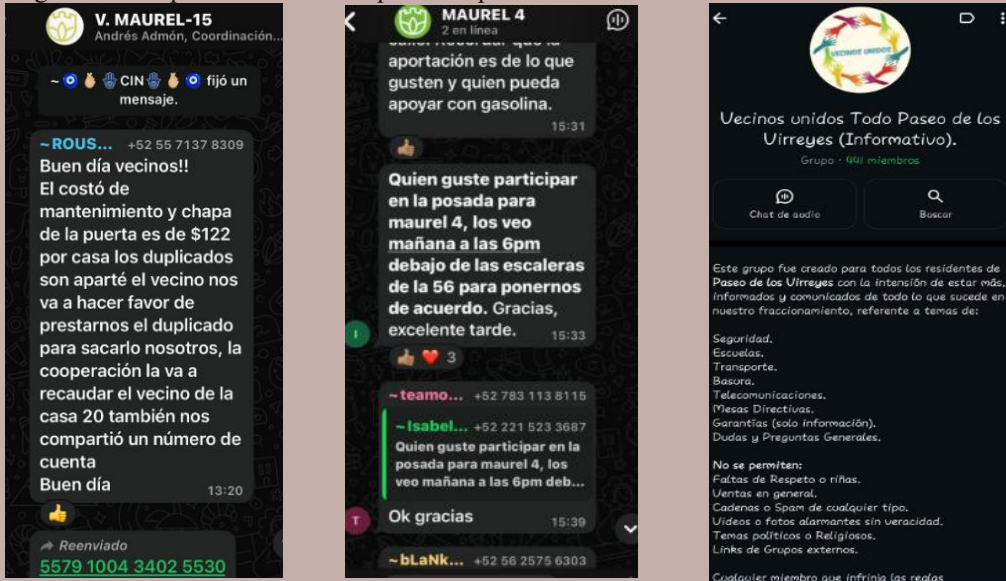 V. MAUREL-15
Andrés Admón, Coordinación...
~ 🧿🤌🪬 CIN 🪬🤌🧿 fijó un
mensaje.
~ROUS... +52 55 7137 8309
Buen día vecinos!!
El costó de
mantenimiento y chapa
de la puerta es de $122
por casa los duplicados
son aparté el vecino nos
va a hacer favor de
prestarnos el duplicado
para sacarlo nosotros, la
cooperación la va a
recaudar el vecino de la
casa 20 también nos
compartió un número de
cuenta
Buen día
13:20
Reenviado
5579 1004 3402 5530
MAUREL 4
2 en línea
aportación es de lo que
gusten y quien pueda
apoyar con gasolina.
15:31
Quien guste participar
en la posada para
maurel 4, los veo
mañana a las 6pm
debajo de las escaleras
de la 56 para ponernos
de acuerdo. Gracias,
excelente tarde.
15:33
3
~teamo... +52 783 113 8115
~Isabel... +52 221 523 3687
Quien guste participar en la
posada para maurel 4, los
veo mañana a las 6pm deb...
Ok gracias
15:39
~bLaNk... +52 56 2575 6303
VECINOS UNIDOS
Vecinos unidos Todo Paseo de los
Virreyes (Informativo).
Grupo · 441 miembros
Chat de audio
Buscar
Este grupo fue creado para todos los residentes de
Paseo de los Virreyes con la intensión de estar más,
informados y comunicados de todo lo que sucede en
nuestro fraccionamiento, referente a temas de:
Seguridad.
Escuelas.
Transporte.
Basura.
Telecomunicaciones.
Mesas Directivas.
Garantías (solo información).
Dudas y Preguntas Generales.
No se permiten:
Faltas de Respeto o riñas.
Ventas en general.
Cadenas o Spam de cualquier tipo.
Videos o fotos alarmantes sin veracidad.
Temas políticos o Religiosos.
Links de Grupos externos.
Cualquier miembro que infrinja las reglas